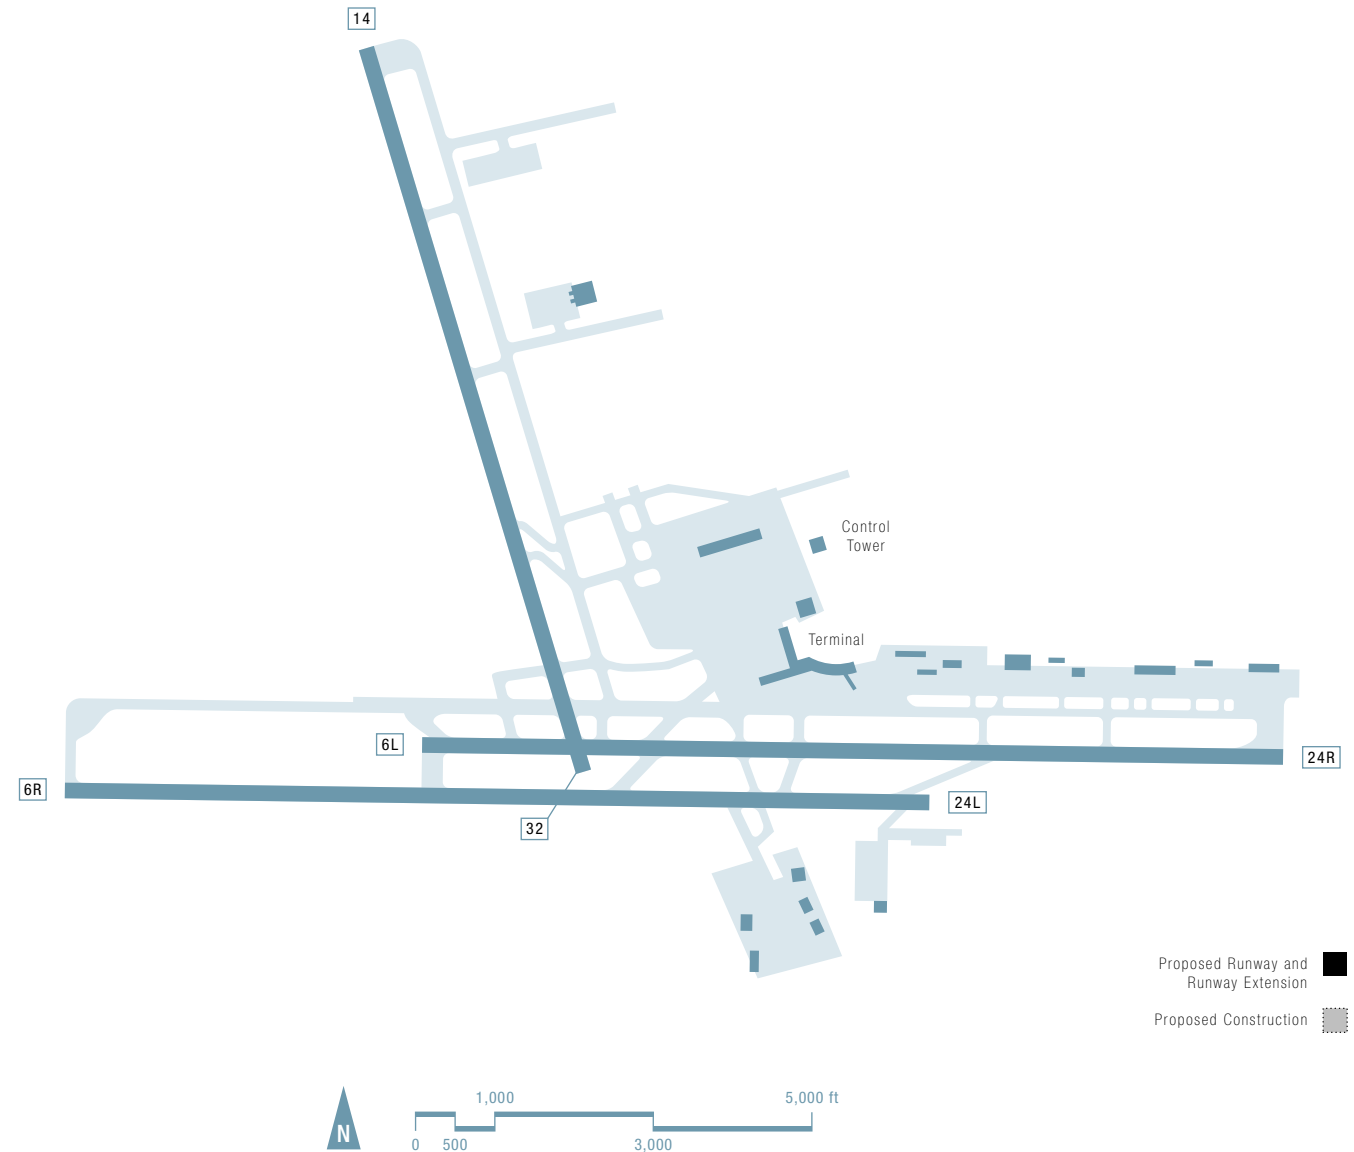 14
Control
Tower
Terminal
6L
24R
6R
24L
32
Proposed Runway and
Runway Extension
Proposed Construction
1,000
5,000 ft
N
0
500
3,000